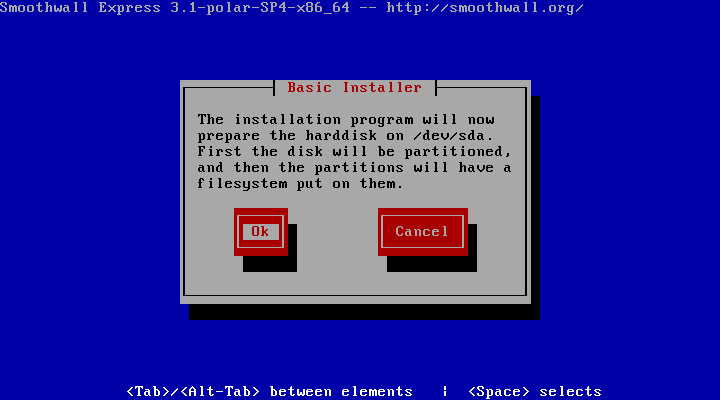 Smoothwall Express 3.1-polar-SP4-x86_64 -- http://smoothwall.org/
Basic Installer
The installation program will now
prepare the harddisk on /dev/sda.
First the disk will be partitioned,
and then the partitions will have a
filesystem put on them.
Ok Cancel
<Tab>/<Alt-Tab> between elements | <Space> selects